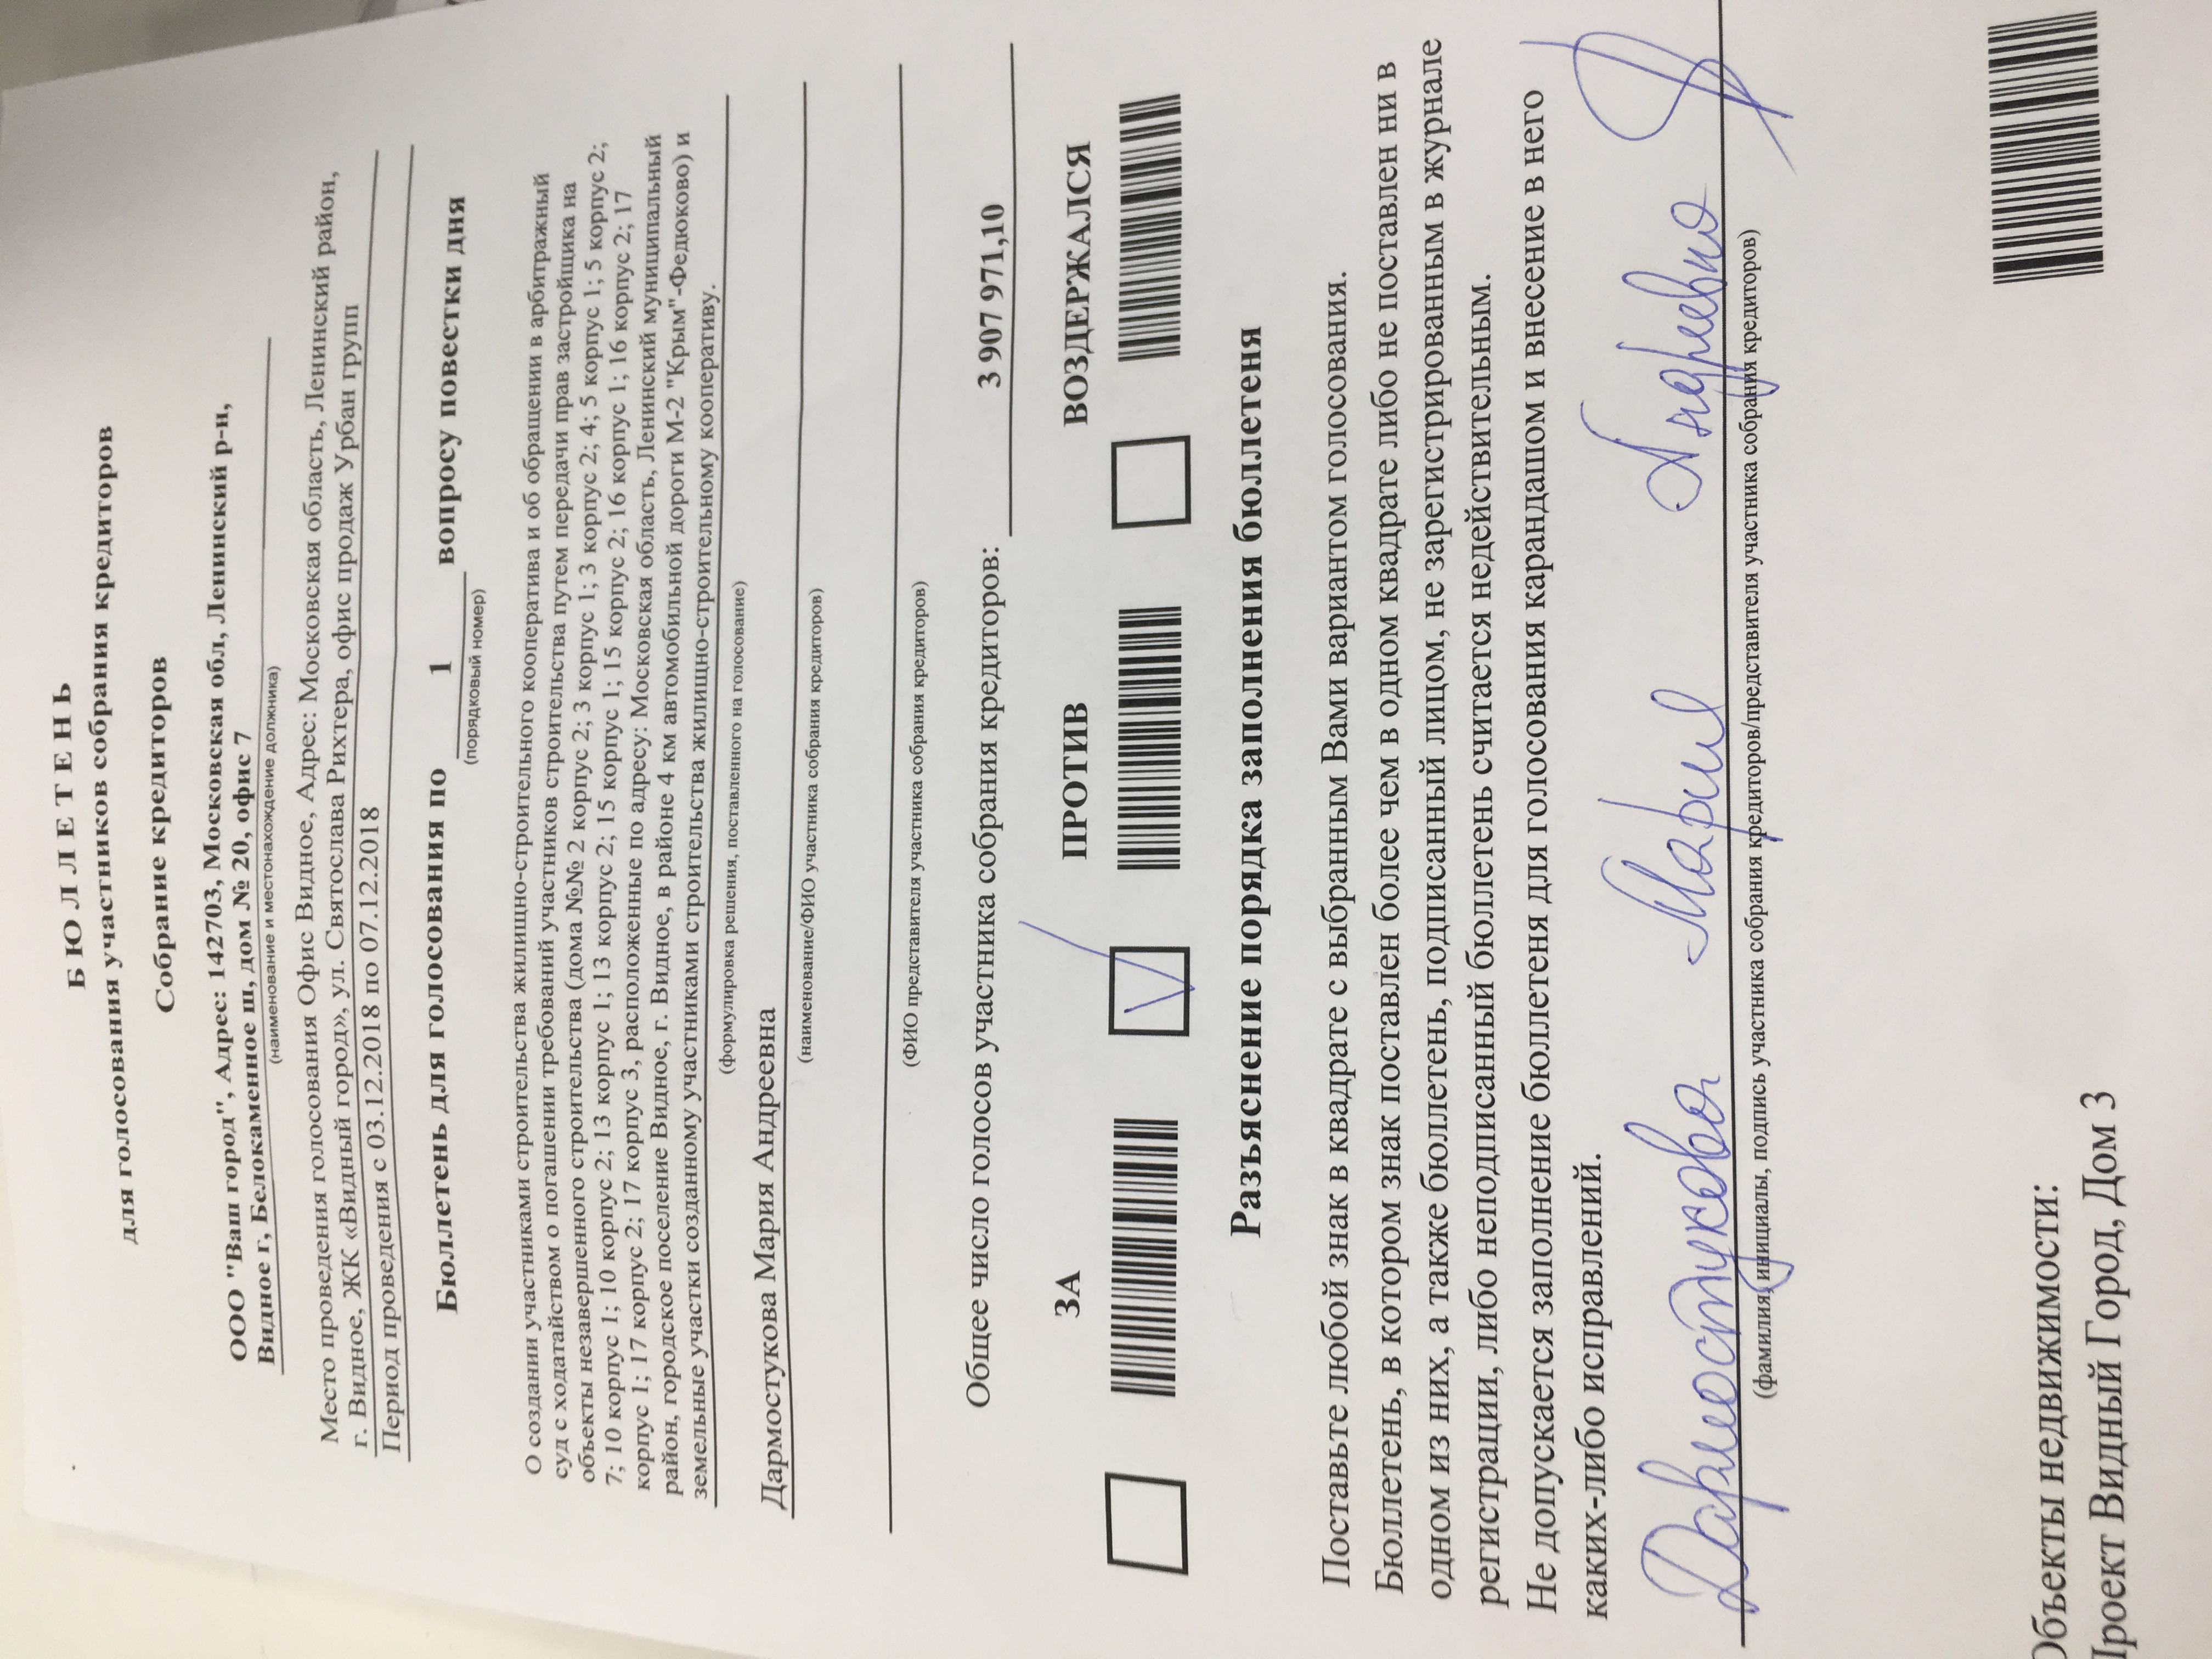 БЮЛЛЕТЕНЬ
для голосования участников собрания кредиторов
Собрание кредиторов
ООО "Ваш город", Адрес: 142703, Московская обл, Ленинский р-н,
Видное г, Белокаменное ш, дом № 20, офис 7
(наименование и местонахождение должника)
Место проведения голосования Офис Видное, Адрес: Московская область, Ленинский район,
г. Видное, ЖК «Видный город», ул. Святослава Рихтера, офис продаж Урбан групп
Период проведения с 03.12.2018 по 07.12.2018
Бюллетень для голосования по 1 вопросу повестки дня
(порядковый номер)
О создании участниками строительства жилищно-строительного кооператива и об обращении в арбитражный
суд с ходатайством о погашении требований участников строительства путем передачи прав застройщика на
объекты незавершенного строительства (дома №№ 2 корпус 2; 3 корпус 1; 3 корпус 2; 4; 5 корпус 1; 5 корпус 2;
7; 10 корпус 1; 10 корпус 2; 13 корпус 1; 13 корпус 2; 15 корпус 1; 15 корпус 2; 16 корпус 1; 16 корпус 2; 17
корпус 1; 17 корпус 2; 17 корпус 3, расположенные по адресу: Московская область, Ленинский муниципальный
район, городское поселение Видное, г. Видное, в районе 4 км автомобильной дороги М-2 "Крым"-Федюково) и
земельные участки созданному участниками строительства жилищно-строительному кооперативу.
(формулировка решения, поставленного на голосование)
Дармостукова Мария Андреевна
(наименование/ФИО участника собрания кредиторов)
(ФИО представителя участника собрания кредиторов)
Общее число голосов участника собрания кредиторов: 3 907 971,10
ЗА ПРОТИВ ВОЗДЕРЖАЛСЯ
Разъяснение порядка заполнения бюллетеня
Поставьте любой знак в квадрате с выбранным Вами вариантом голосования.
Бюллетень, в котором знак поставлен более чем в одном квадрате либо не поставлен ни в
одном из них, а также бюллетень, подписанный лицом, не зарегистрированным в журнале
регистрации, либо неподписанный бюллетень считается недействительным.
Не допускается заполнение бюллетеня для голосования карандашом и внесение в него
каких-либо исправлений.
Дармостукова Мария Андреевна
(фамилия, инициалы, подпись участника собрания кредиторов/представителя участника собрания кредиторов)
Объекты недвижимости:
Проект Видный Город, Дом 3